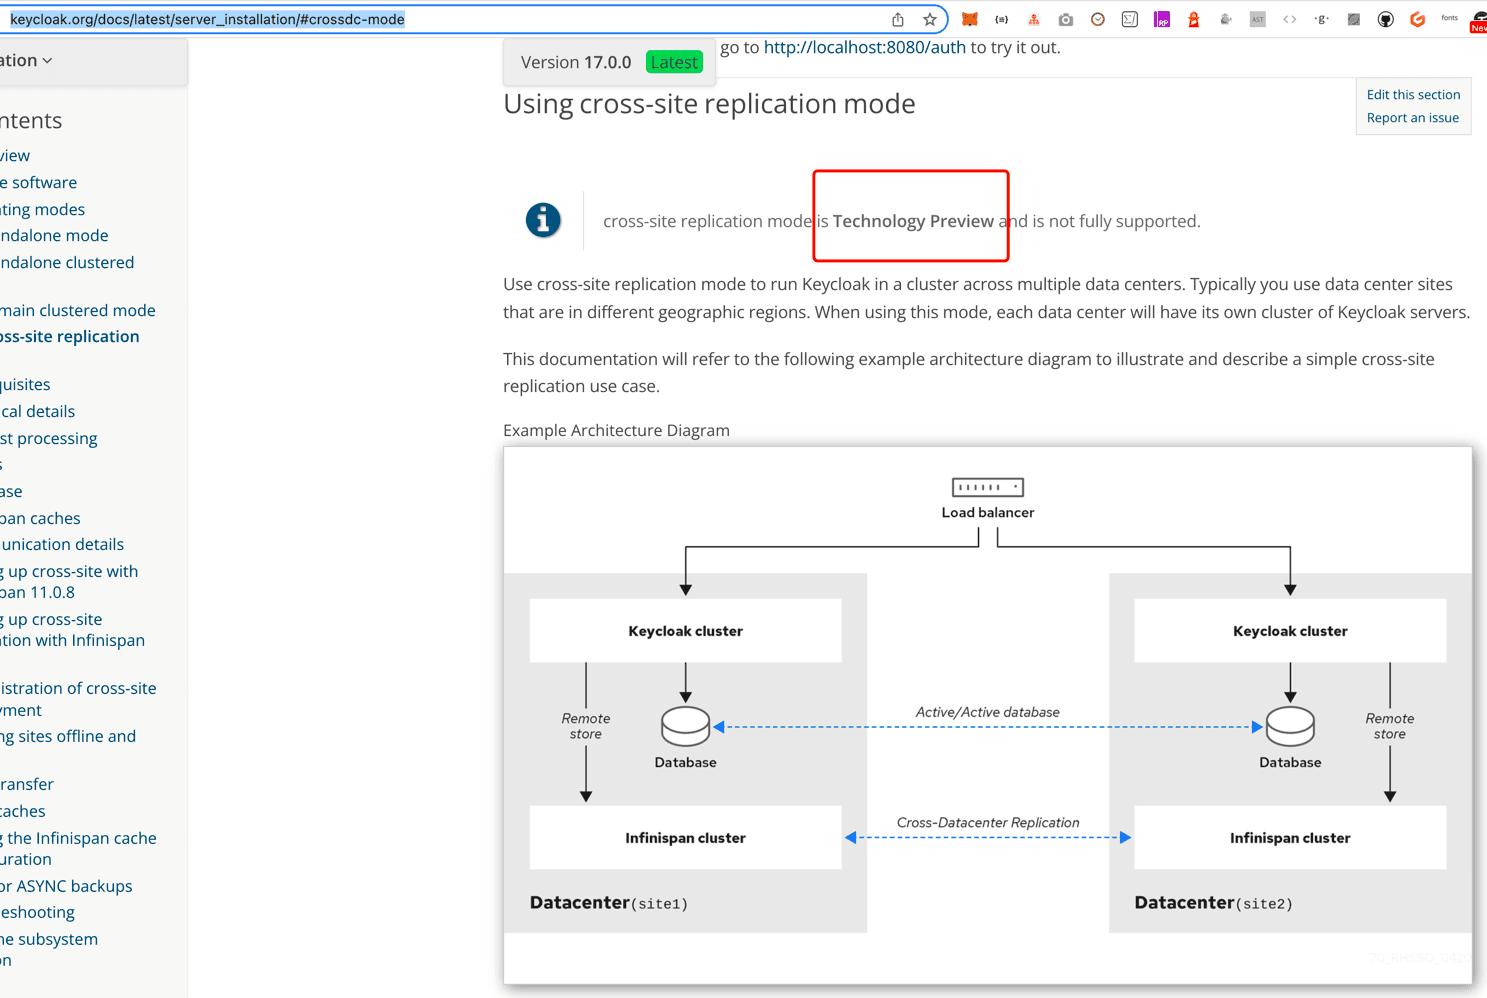 keycloak.org/docs/latest/server_installation/#crossdc-mode
{≡}
RP
AST
<>
·g·
fonts
New
ation
Version 17.0.0 Latest
go to http://localhost:8080/auth to try it out.
Using cross-site replication mode
Edit this section
Report an issue
cross-site replication mode is Technology Preview and is not fully supported.
Use cross-site replication mode to run Keycloak in a cluster across multiple data centers. Typically you use data center sites
that are in different geographic regions. When using this mode, each data center will have its own cluster of Keycloak servers.
This documentation will refer to the following example architecture diagram to illustrate and describe a simple cross-site
replication use case.
Example Architecture Diagram
Load balancer
Keycloak cluster
Remote
store
Database
Infinispan cluster
Datacenter(site1)
Active/Active database
Cross-Datacenter Replication
Keycloak cluster
Remote
store
Database
Infinispan cluster
Datacenter(site2)
70_RHSSO_0420
ntents
view
e software
ting modes
ndalone mode
ndalone clustered
main clustered mode
oss-site replication
quisites
cal details
st processing
s
ase
pan caches
unication details
g up cross-site with
pan 11.0.8
g up cross-site
ation with Infinispan
istration of cross-site
yment
ng sites offline and
ransfer
caches
g the Infinispan cache
uration
or ASYNC backups
eshooting
he subsystem
on